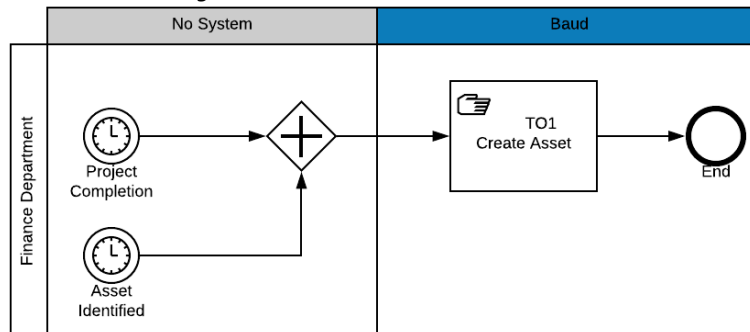 No System
Baud
Finance Department
Project
Completion
TO1
Create Asset
End
Asset
Identified